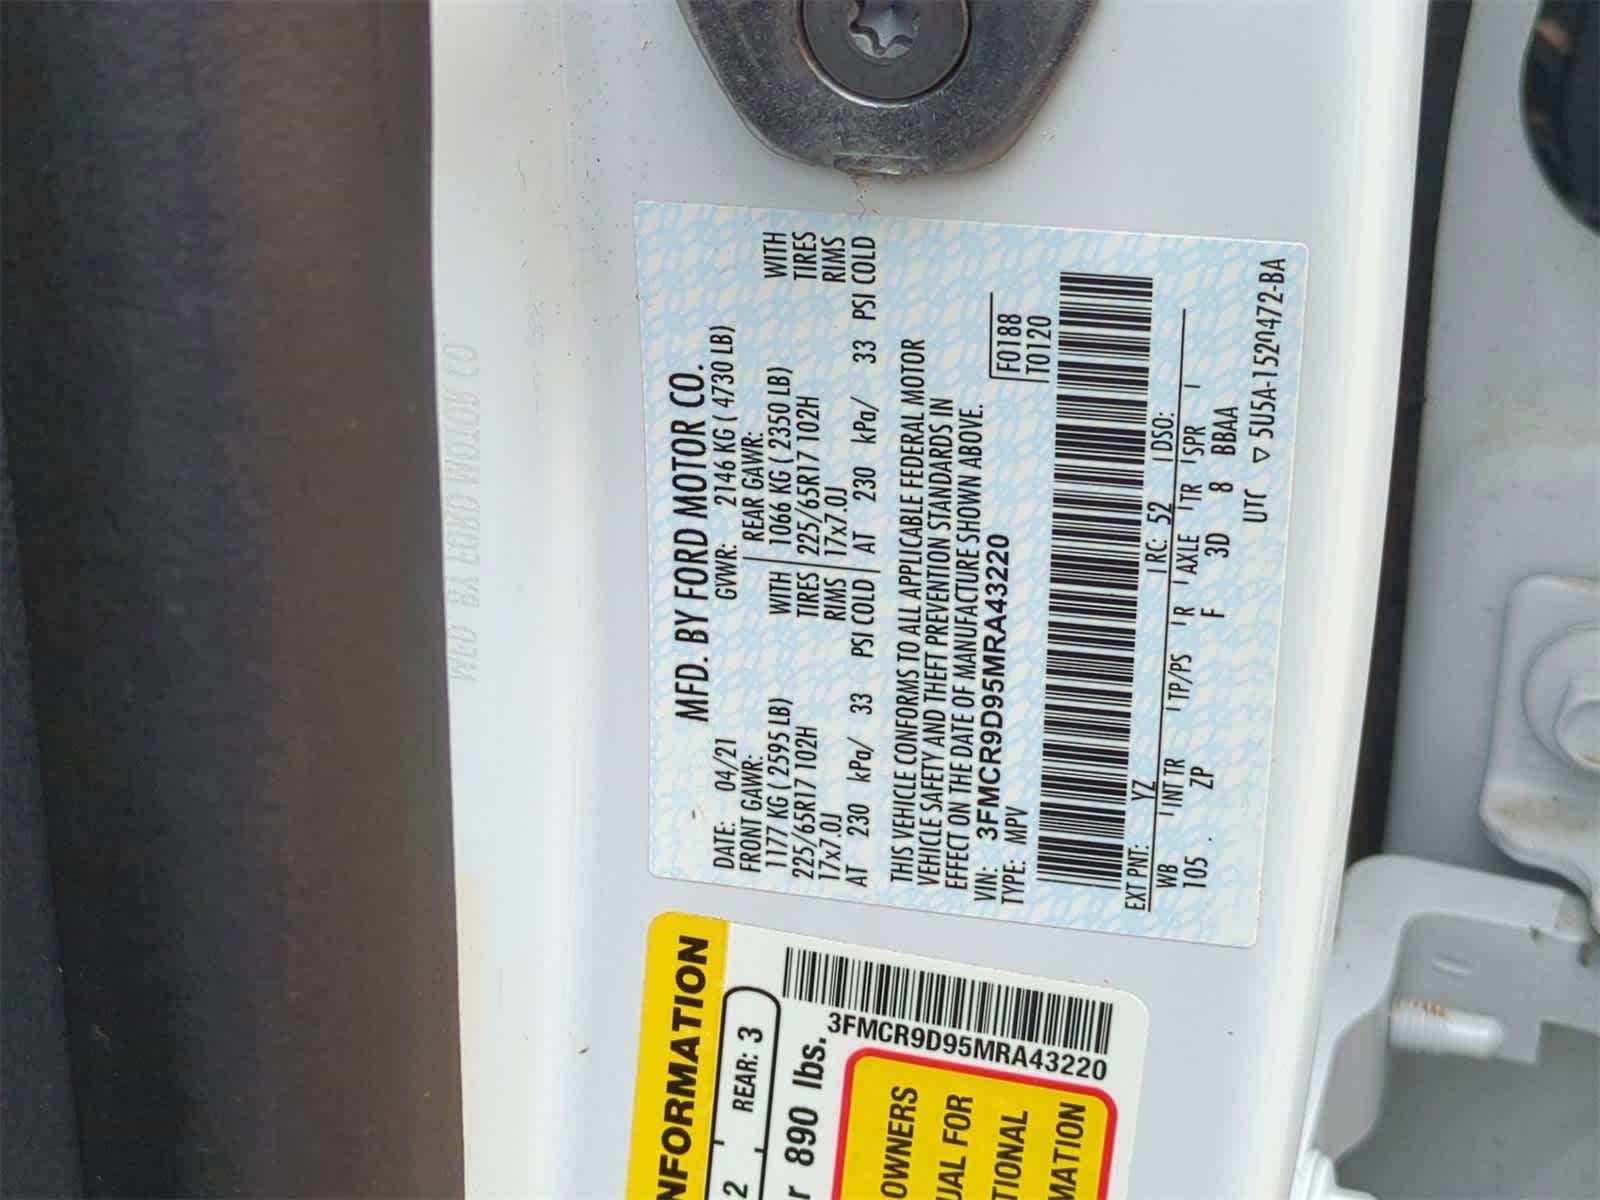 MFD. BY FORD MOTOR CO.
DATE: 04/21 GVWR: 2146 KG ( 4730 LB)
FRONT GAWR: REAR GAWR:
1177 KG ( 2595 LB) WITH 1066 KG ( 2350 LB) WITH
225/65R17 102H TIRES 225/65R17 102H TIRES
17x7.0J RIMS 17x7.0J RIMS
AT 230 kPa/ 33 PSI COLD AT 230 kPa/ 33 PSI COLD
THIS VEHICLE CONFORMS TO ALL APPLICABLE FEDERAL MOTOR
VEHICLE SAFETY AND THEFT PREVENTION STANDARDS IN
EFFECT ON THE DATE OF MANUFACTURE SHOWN ABOVE.
VIN: 3FMCR9D95MRA43220 F0188
TYPE: MPV T0120
EXT PNT: YZ RC: 52 DSO:
WB INT TR TP/PS R AXLE TR SPR
105 ZP F 3D 8 BBAA
UTC ▽ 5U5A-1520472-BA
NFORMATION
2 REAR: 3
r 890 lbs.
3FMCR9D95MRA43220
OWNERS
UAL FOR
TIONAL
MATION